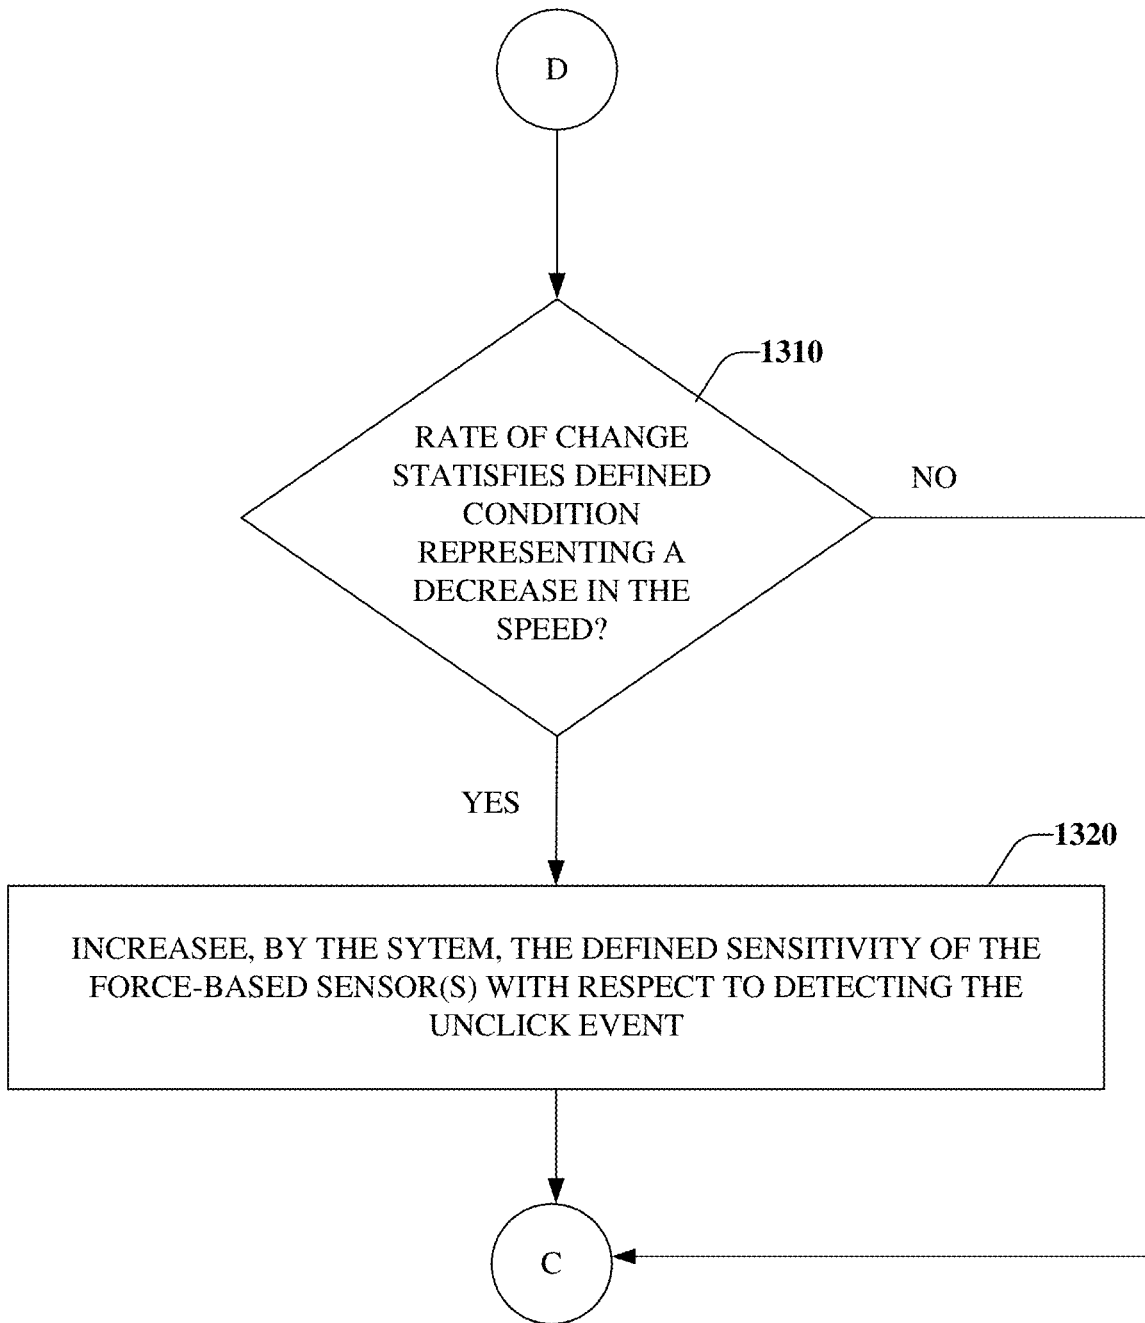 D
1310
RATE OF CHANGE
STATISFIES DEFINED
CONDITION
REPRESENTING A
DECREASE IN THE
SPEED?
NO
YES
1320
INCREASEE, BY THE SYTEM, THE DEFINED SENSITIVITY OF THE
FORCE-BASED SENSOR(S) WITH RESPECT TO DETECTING THE
UNCLICK EVENT
C